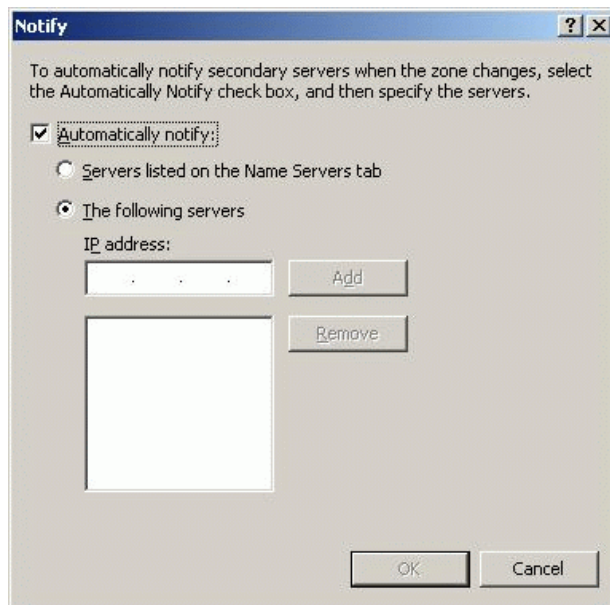 Notify
To automatically notify secondary servers when the zone changes, select
the Automatically Notify check box, and then specify the servers.
Automatically notify:
Servers listed on the Name Servers tab
The following servers
IP address:
. . .
Add
Remove
OK
Cancel